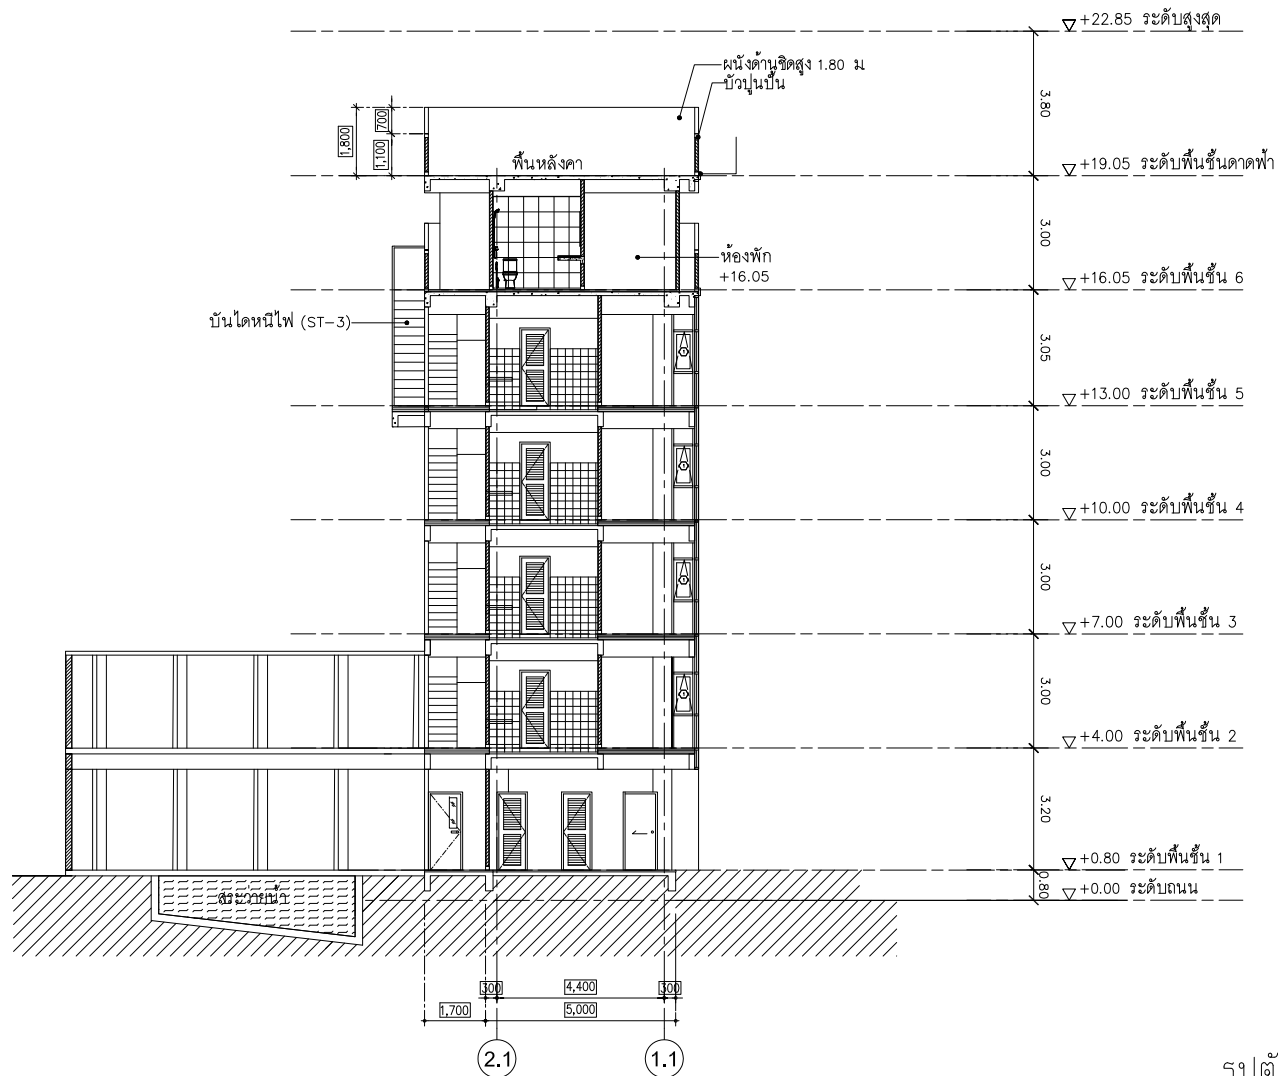 +22.85 ระดับสูงสุด
ผนังด้านชิดสูง 1.80 ม.
บัวปูนปั้น
3.80
700
1,800
1,100
พื้นหลังคา
+19.05 ระดับพื้นชั้นดาดฟ้า
3.00
ห้องพัก
+16.05
+16.05 ระดับพื้นชั้น 6
บันไดหนีไฟ (ST-3)
3.05
+13.00 ระดับพื้นชั้น 5
3.00
+10.00 ระดับพื้นชั้น 4
3.00
+7.00 ระดับพื้นชั้น 3
3.00
+4.00 ระดับพื้นชั้น 2
3.20
+0.80 ระดับพื้นชั้น 1
0.80
+0.00 ระดับถนน
สระว่ายน้ำ
300
4,400
300
1,700
5,000
2.1
1.1